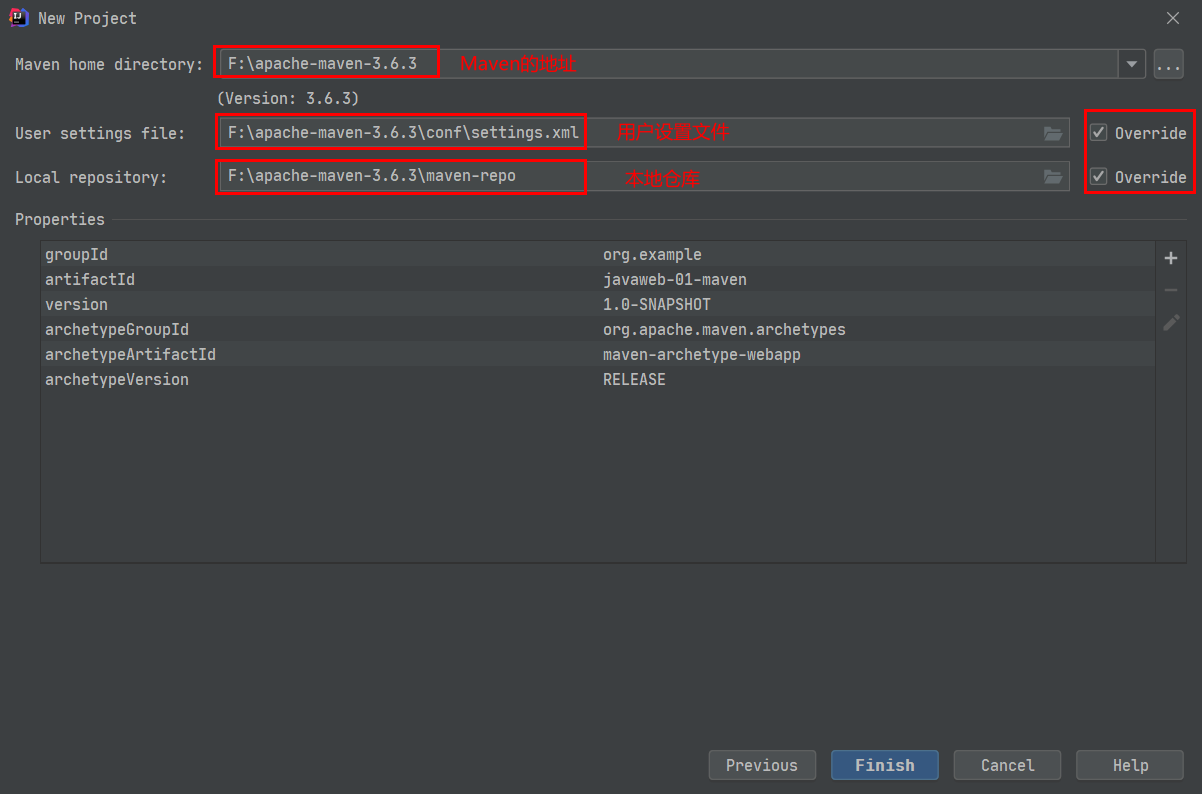 New Project
Maven home directory: F:\apache-maven-3.6.3 Maven的地址 ...
(Version: 3.6.3)
User settings file: F:\apache-maven-3.6.3\conf\settings.xml 用户设置文件 Override
Local repository: F:\apache-maven-3.6.3\maven-repo 本地仓库 Override
Properties
groupId org.example
artifactId javaweb-01-maven
version 1.0-SNAPSHOT
archetypeGroupId org.apache.maven.archetypes
archetypeArtifactId maven-archetype-webapp
archetypeVersion RELEASE
Previous Finish Cancel Help